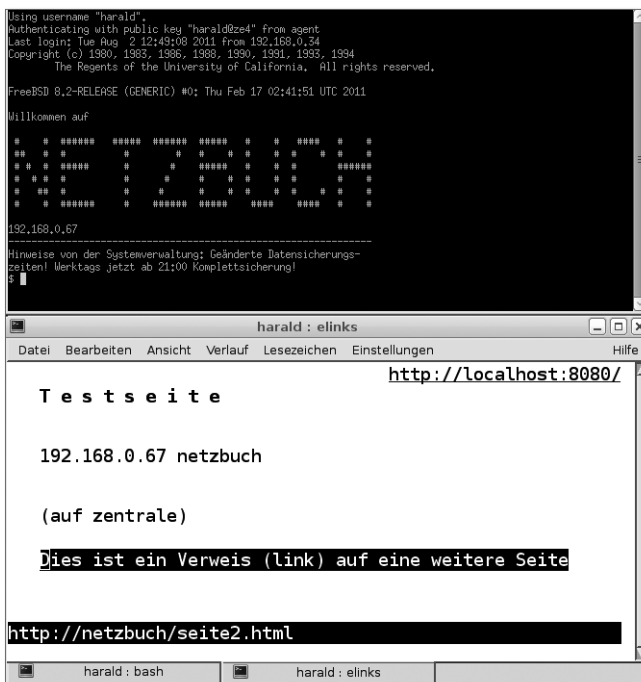 Using username "harald".
Authenticating with public key "harald@ze4" from agent
Last login: Tue Aug  2 12:49:08 2011 from 192.168.0.34
Copyright (c) 1980, 1983, 1986, 1988, 1990, 1991, 1993, 1994
The Regents of the University of California.  All rights reserved.
FreeBSD 8.2-RELEASE (GENERIC) #0: Thu Feb 17 02:41:51 UTC 2011
Willkommen auf
NETZBUCH
192.168.0.67
Hinweise von der Systemverwaltung: Geänderte Datensicherungs-
zeiten! Werktags jetzt ab 21:00 Komplettsicherung!
$
harald : elinks
Datei Bearbeiten Ansicht Verlauf Lesezeichen Einstellungen Hilfe
http://localhost:8080/
T e s t s e i t e
192.168.0.67 netzbuch
(auf zentrale)
Dies ist ein Verweis (link) auf eine weitere Seite
http://netzbuch/seite2.html
harald : bash harald : elinks